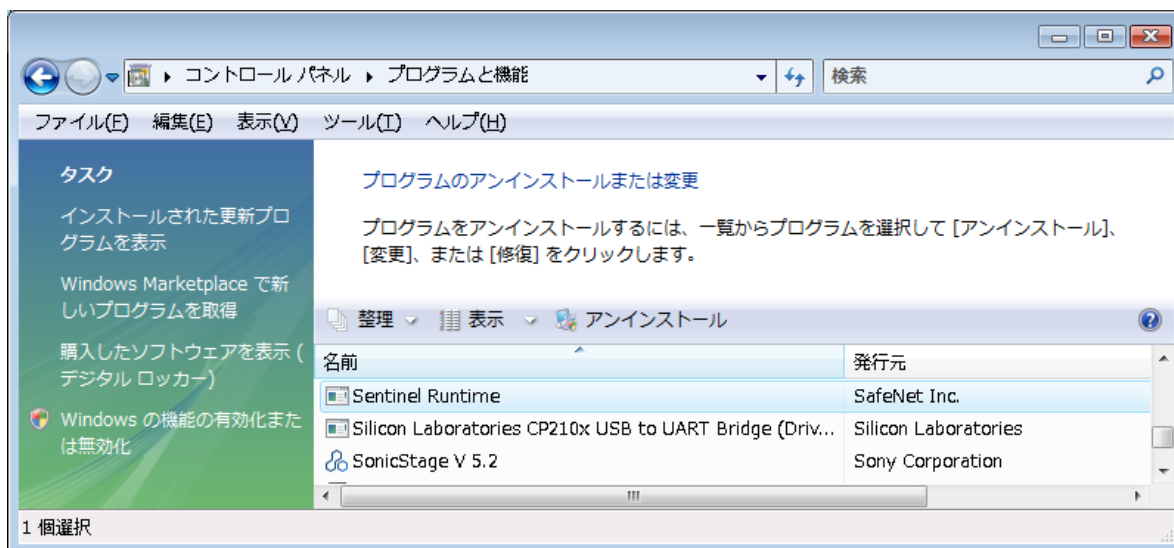 コントロール パネル ▸ プログラムと機能
検索
ファイル(F) 編集(E) 表示(V) ツール(T) ヘルプ(H)
タスク
インストールされた更新プロ
グラムを表示
Windows Marketplace で新
しいプログラムを取得
購入したソフトウェアを表示 (
デジタル ロッカー)
Windows の機能の有効化また
は無効化
プログラムのアンインストールまたは変更
プログラムをアンインストールするには、一覧からプログラムを選択して [アンインストール]、
[変更]、または [修復] をクリックします。
整理 表示 アンインストール
名前 発行元
Sentinel Runtime SafeNet Inc.
Silicon Laboratories CP210x USB to UART Bridge (Driv... Silicon Laboratories
SonicStage V 5.2 Sony Corporation
1 個選択